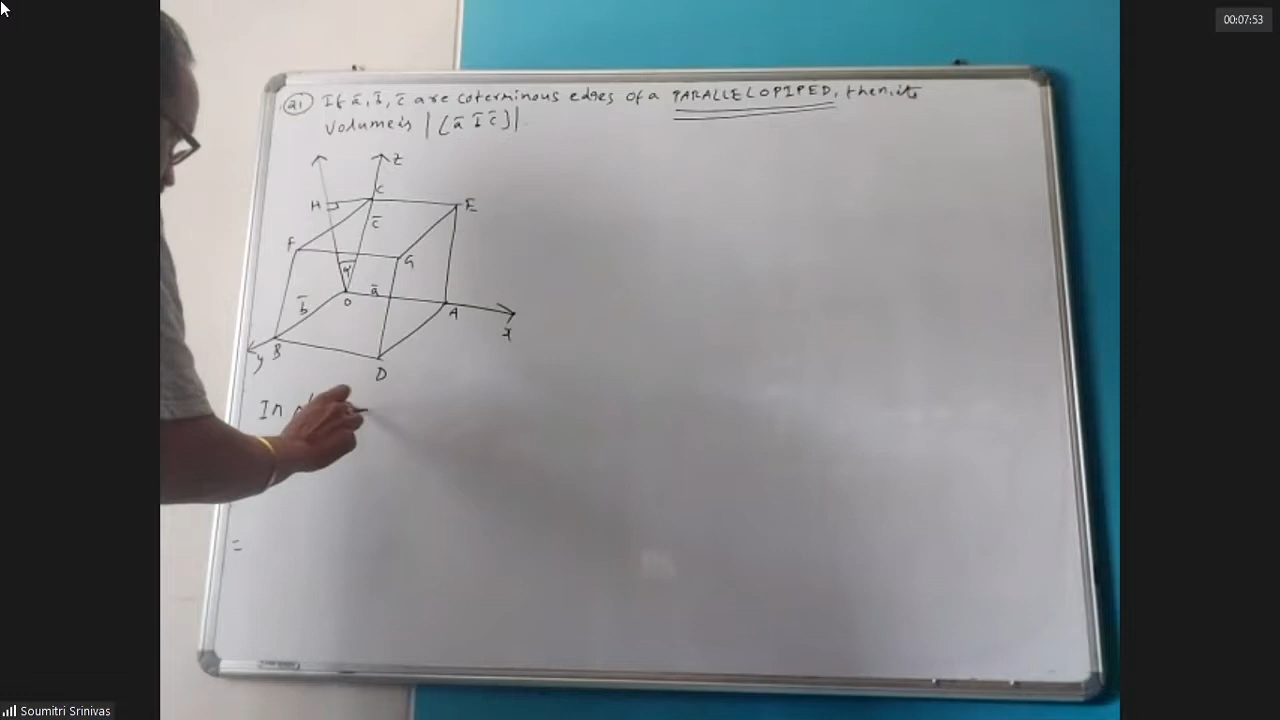 00:07:53
Q1 If a̅, b̅, c̅ are coterminous edges of a PARALLELOPIPED, then, its
Volume is |[a̅ b̅ c̅]|
Z
C
H
E
c̅
F
G
α
a̅
O
b̅
A
x
B
y
D
In
=
Soumitri Srinivas